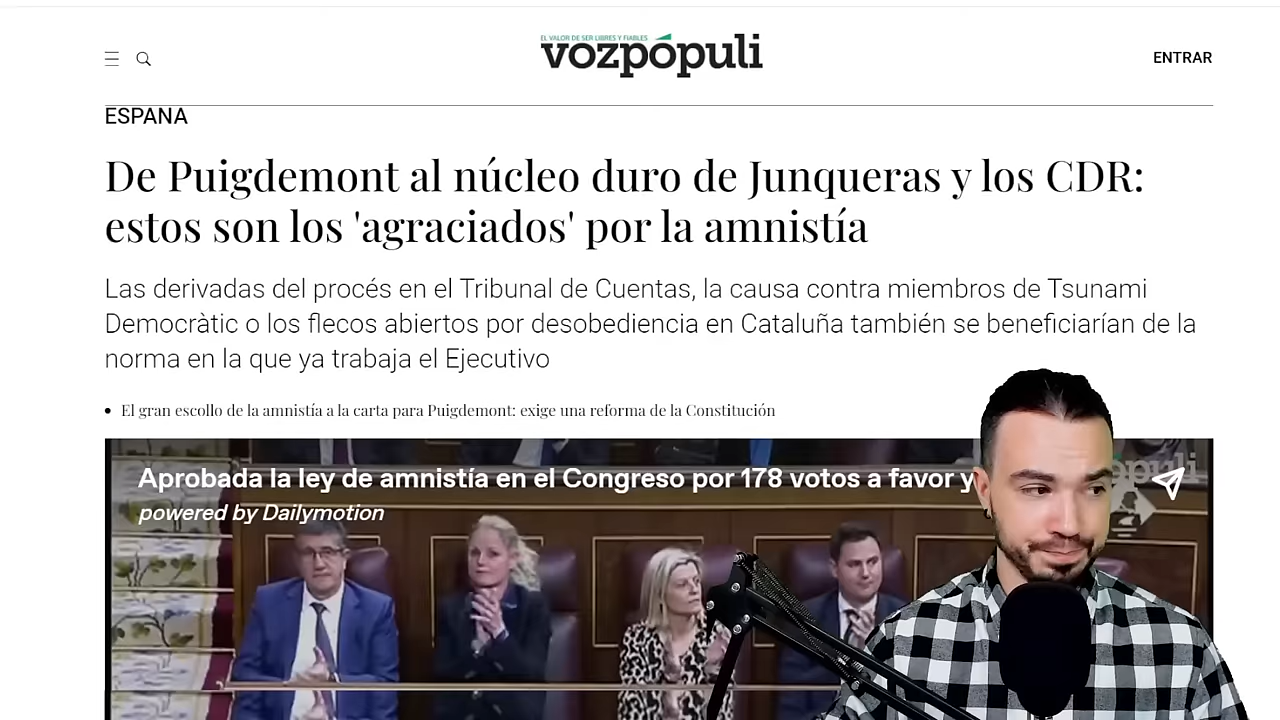 EL VALOR DE SER LIBRES Y FIABLES
vozpópuli
ENTRAR
ESPANA
De Puigdemont al núcleo duro de Junqueras y los CDR:
estos son los 'agraciados' por la amnistía
Las derivadas del procés en el Tribunal de Cuentas, la causa contra miembros de Tsunami
Democràtic o los flecos abiertos por desobediencia en Cataluña también se beneficiarían de la
norma en la que ya trabaja el Ejecutivo
El gran escollo de la amnistía a la carta para Puigdemont: exige una reforma de la Constitución
Aprobada la ley de amnistía en el Congreso por 178 votos a favor y
powered by Dailymotion